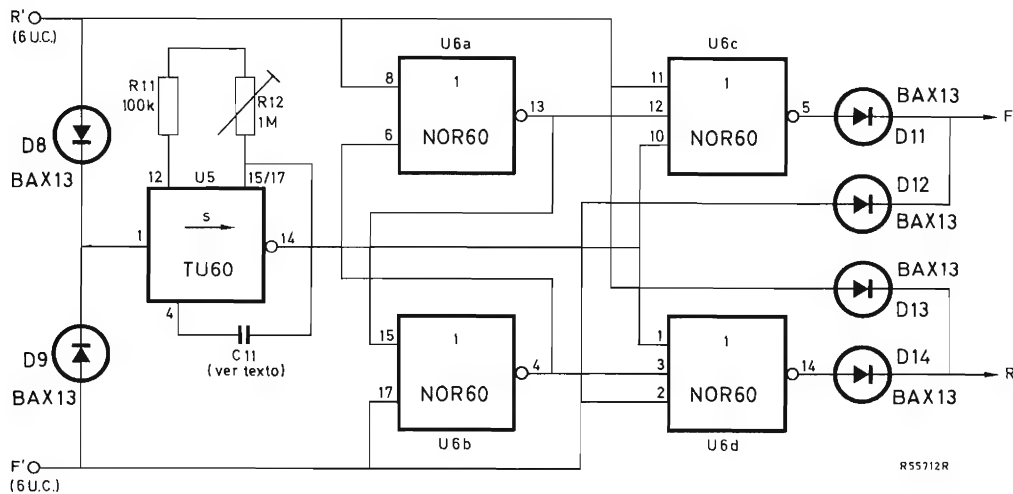 R'
(6 U.C.)
D8
BAX13
R11
100k
R12
1M
12
U5
15/17
1
S
TU60
14
4
C11
(ver texto)
D9
BAX13
F'
(6 U.C.)
U6a
8
6
1
NOR60
13
15
17
1
NOR60
4
U6b
U6c
11
12
10
1
NOR60
5
1
3
2
1
NOR60
14
U6d
BAX13
D11
F
D12
BAX13
BAX13
D13
D14
R
BAX13
R55712R